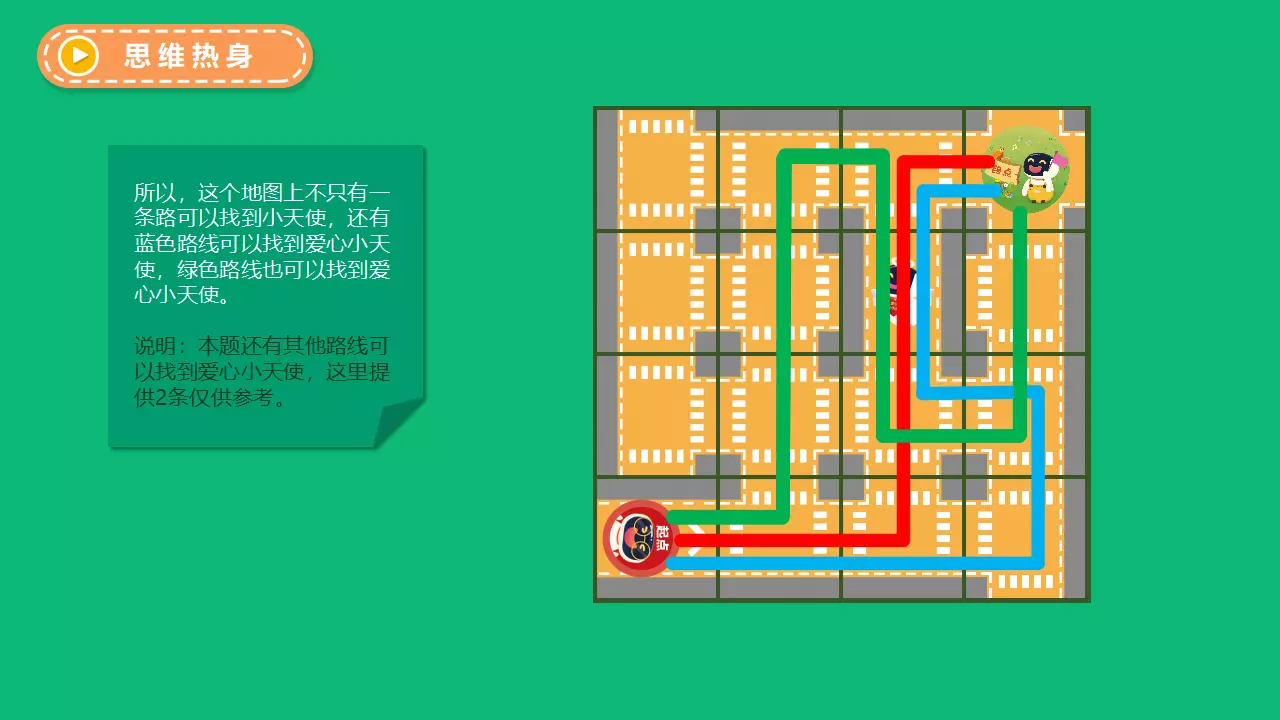 思维热身
所以，这个地图上不只有一
条路可以找到小天使，还有
蓝色路线可以找到爱心小天
使，绿色路线也可以找到爱
心小天使。
说明：本题还有其他路线可
以找到爱心小天使，这里提
供2条仅供参考。
起点